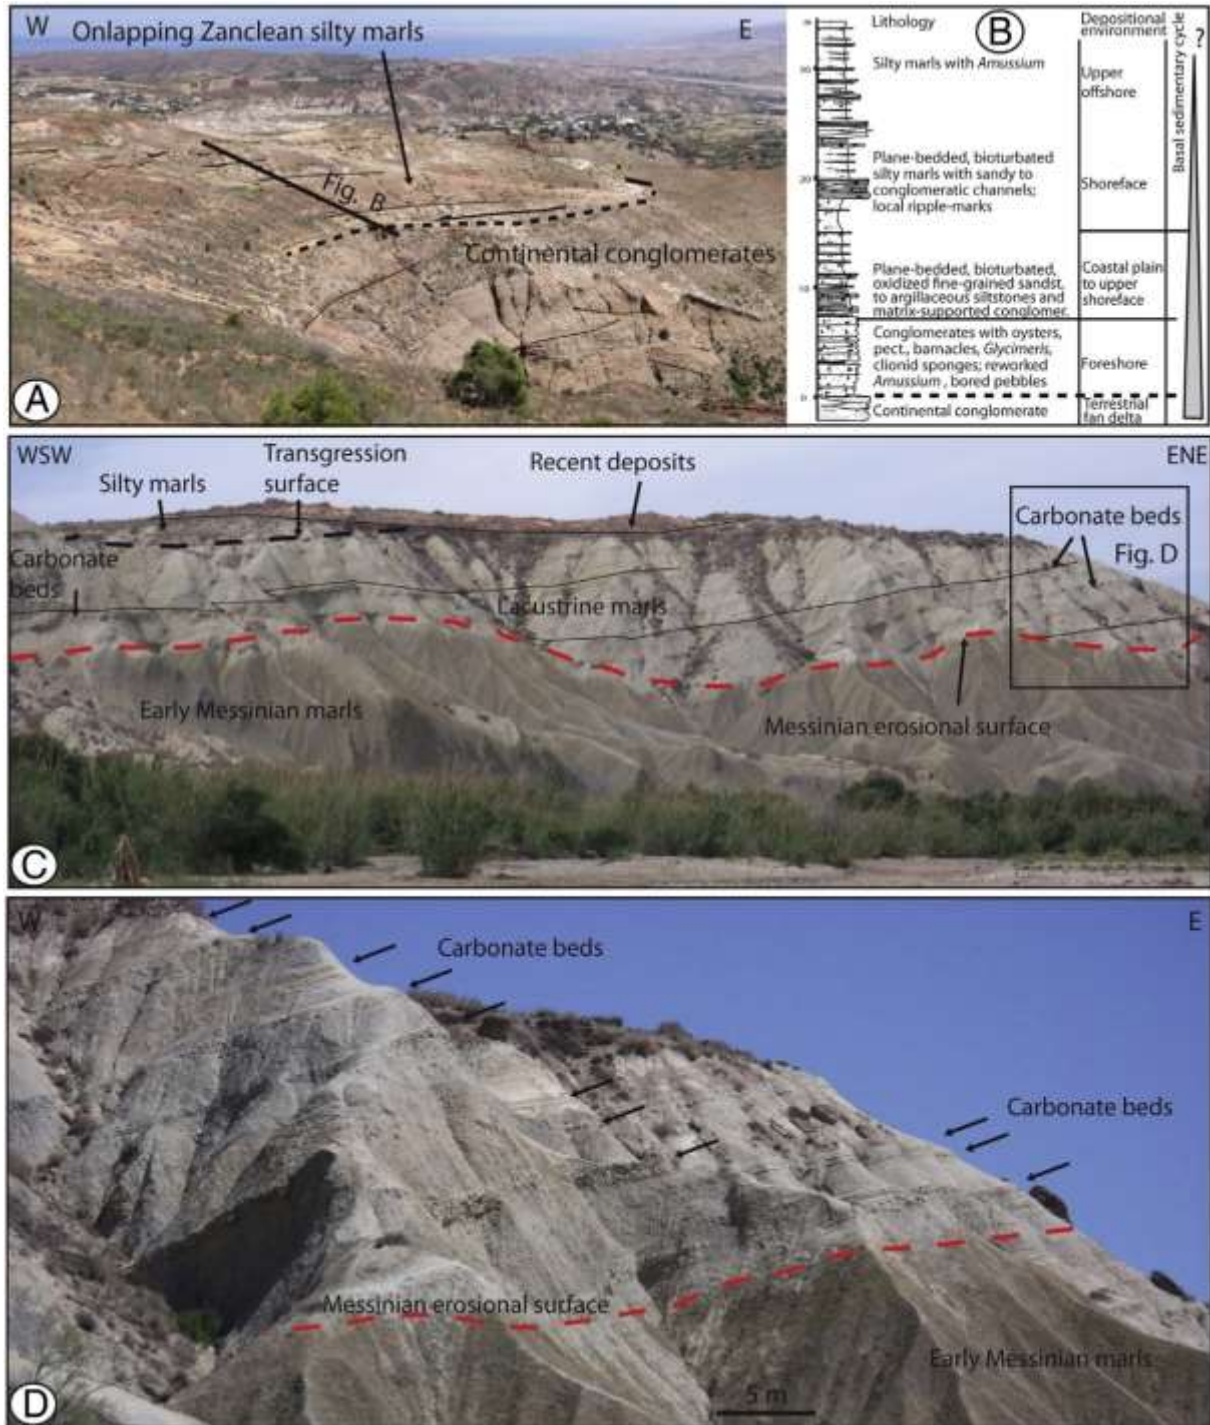 W
Onlapping Zanclean silty marls
E
Fig. B
Continental conglomerates
A
B
Lithology
Depositional
environment
Basal sedimentary cycle
?
Silty marls with Amussium
Upper
offshore
Plane-bedded, bioturbated
silty marls with sandy to
conglomeratic channels;
local ripple-marks
Shoreface
20
Plane-bedded, bioturbated,
oxidized fine-grained sandst,
to argillaceous siltstones and
matrix-supported conglomer.
Coastal plain
to upper
shoreface
10
Conglomerates with oysters,
pect., barnacles, Glycimeris,
clionid sponges; reworked
Amussium, bored pebbles
Foreshore
0
Continental conglomerate
Terrestrial
fan delta
WSW
ENE
Silty marls
Transgression
surface
Recent deposits
Carbonate beds
Fig. D
Carbonate
beds
Lacustrine marls
Early Messinian marls
Messinian erosional surface
C
W
E
Carbonate beds
Carbonate beds
Messinian erosional surface
Early Messinian marls
5 m
D